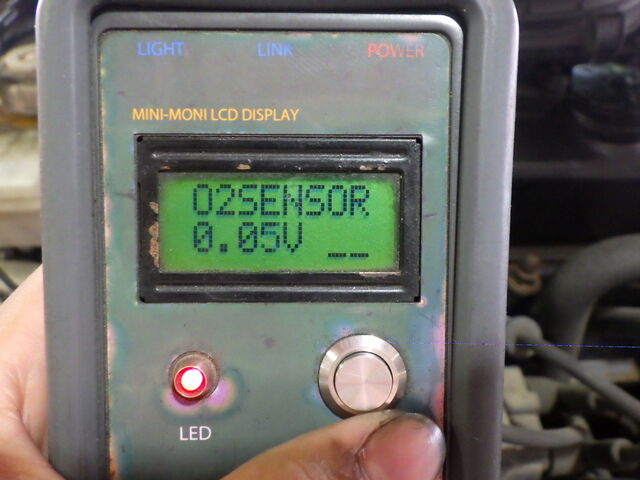 LIGHT LINK POWER
MINI-MONI LCD DISPLAY
O2SENSOR
0.05V __
LED